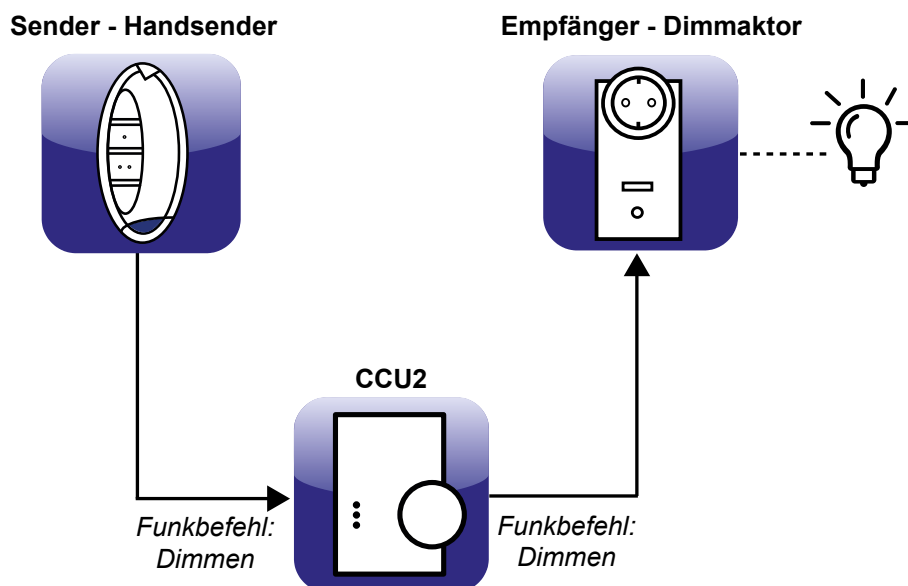 Sender - Handsender
Empfänger - Dimmaktor
CCU2
Funkbefehl:
Dimmen
Funkbefehl:
Dimmen